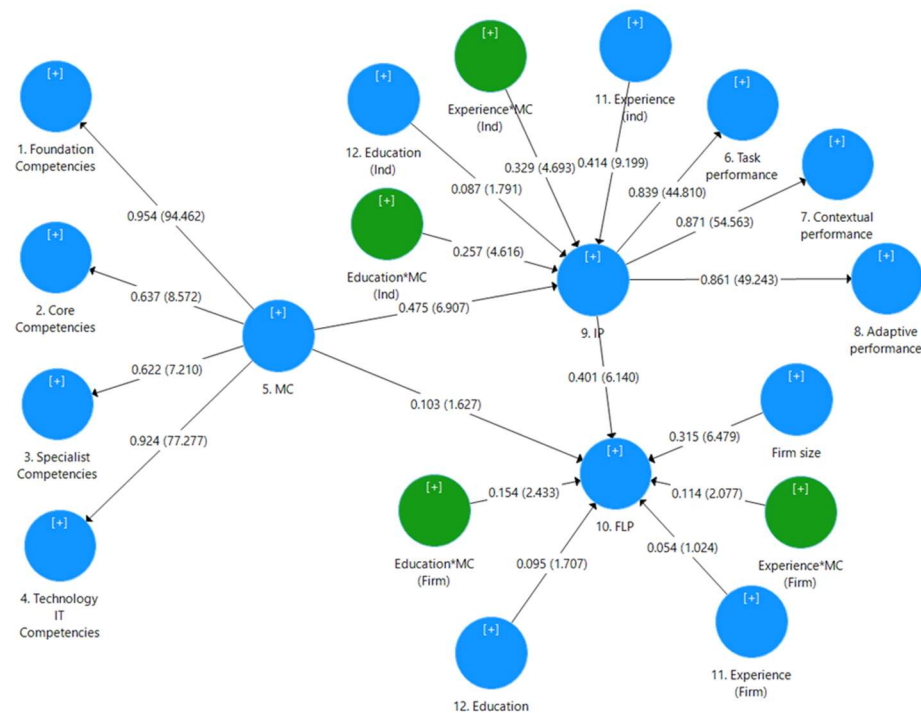 [+]
1. Foundation
Competencies
[+]
2. Core
Competencies
[+]
3. Specialist
Competencies
[+]
4. Technology
IT
Competencies
0.954 (94.462)
0.637 (8.572)
0.622 (7.210)
0.924 (77.277)
[+]
5. MC
[+]
12. Education
(Ind)
[+]
Experience*MC
(Ind)
[+]
11. Experience
(ind)
[+]
Education*MC
(Ind)
0.087 (1.791)
0.329 (4.693)
0.414 (9.199)
0.257 (4.616)
0.475 (6.907)
0.103 (1.627)
[+]
9. IP
[+]
6. Task
performance
[+]
7. Contextual
performance
[+]
8. Adaptive
performance
0.839 (44.810)
0.871 (54.563)
0.861 (49.243)
0.401 (6.140)
[+]
Firm size
0.315 (6.479)
[+]
10. FLP
[+]
Education*MC
(Firm)
0.154 (2.433)
0.114 (2.077)
[+]
Experience*MC
(Firm)
0.095 (1.707)
0.054 (1.024)
[+]
12. Education
[+]
11. Experience
(Firm)